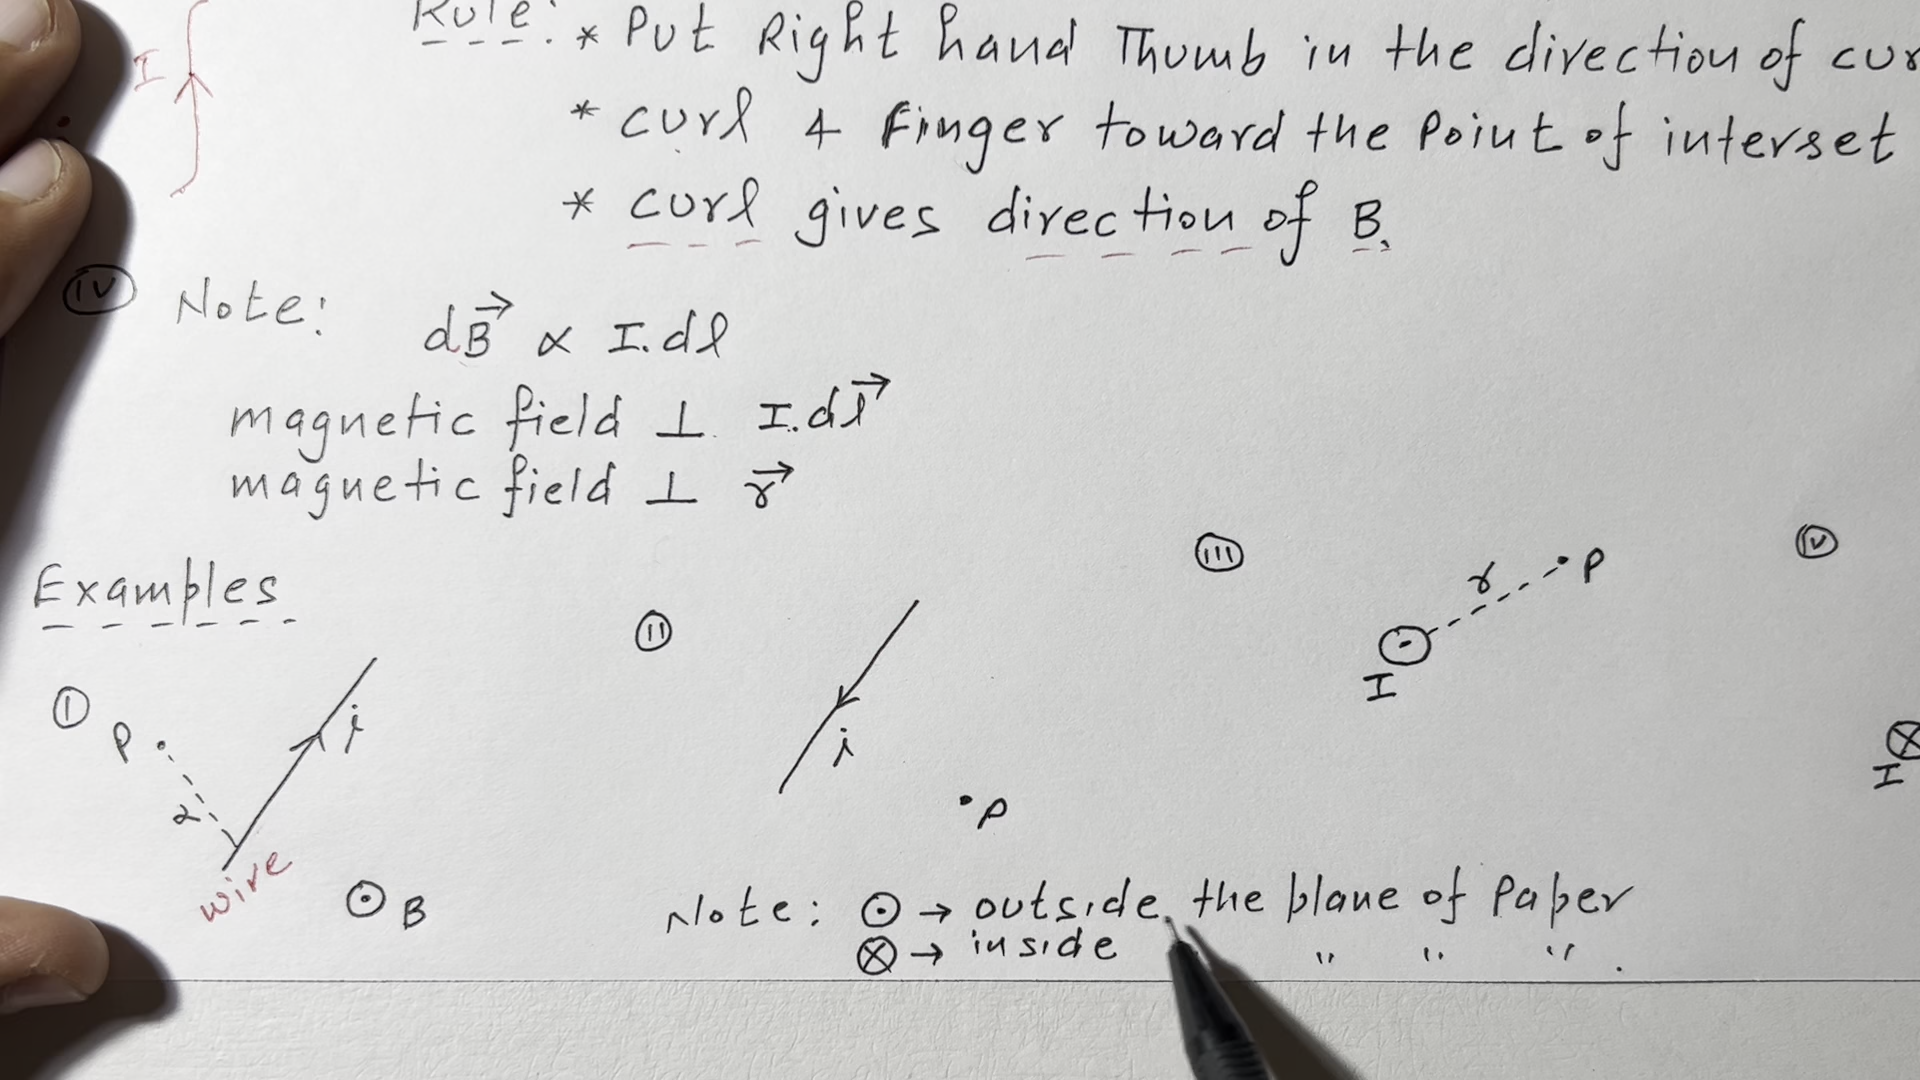 I
Rule: * Put Right hand Thumb in the direction of cur
* curl 4 Finger toward the Point of interset
* curl gives direction of B.
(iv) Note: dB⃗ ∝ I.dl
magnetic field ⊥ I.dl⃗
magnetic field ⊥ r⃗
Examples
(I) P i wire ⊙ B
(II) i P
(III) I r P
(IV) ⊗ I
Note: ⊙ → outside the plane of Paper
⊗ → inside " " " .